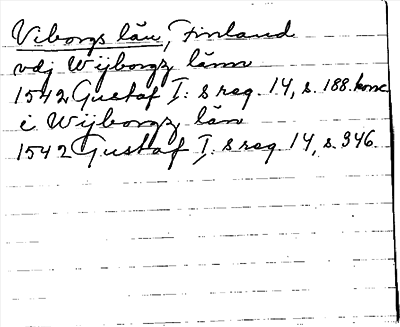 Viborgs län, Finland
vdj Wijborgz länn
1542 Gustaf I: s reg. 14, s. 188. konc
i Wijborgz län
1542 Gustaf I: s reg. 14, s. 346.